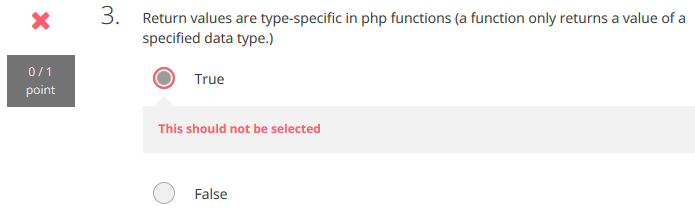 3. Return values are type-specific in php functions (a function only returns a value of a
specified data type.)
0 / 1
point
True
This should not be selected
False